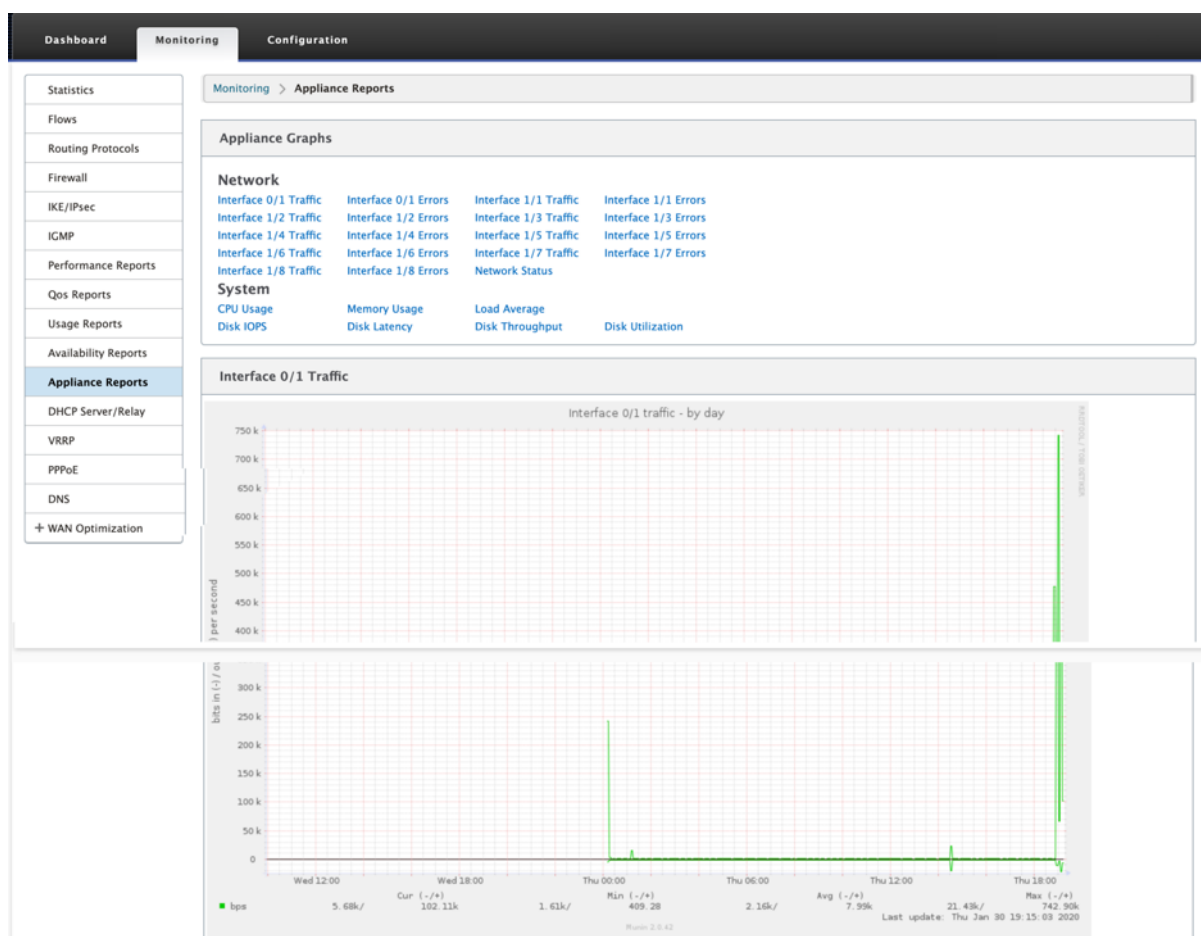 Dashboard Monitoring Configuration
Statistics
Flows
Routing Protocols
Firewall
IKE/IPsec
IGMP
Performance Reports
Qos Reports
Usage Reports
Availability Reports
Appliance Reports
DHCP Server/Relay
VRRP
PPPoE
DNS
+ WAN Optimization
Monitoring > Appliance Reports
Appliance Graphs
Network
Interface 0/1 Traffic Interface 0/1 Errors Interface 1/1 Traffic Interface 1/1 Errors
Interface 1/2 Traffic Interface 1/2 Errors Interface 1/3 Traffic Interface 1/3 Errors
Interface 1/4 Traffic Interface 1/4 Errors Interface 1/5 Traffic Interface 1/5 Errors
Interface 1/6 Traffic Interface 1/6 Errors Interface 1/7 Traffic Interface 1/7 Errors
Interface 1/8 Traffic Interface 1/8 Errors Network Status
System
CPU Usage Memory Usage Load Average
Disk IOPS Disk Latency Disk Throughput Disk Utilization
Interface 0/1 Traffic
Interface 0/1 traffic - by day
RRDTOOL / TOBI OETIKER
750 k
700 k
650 k
600 k
550 k
500 k
450 k
400 k
) per second
bits in (-) / ou
300 k
250 k
200 k
150 k
100 k
50 k
0
Wed 12:00 Wed 18:00 Thu 00:00 Thu 06:00 Thu 12:00 Thu 18:00
Cur (-/+) Min (-/+) Avg (-/+) Max (-/+)
bps 5.68k/ 102.11k 1.61k/ 409.28 2.16k/ 7.99k 21.43k/ 742.90k
Last update: Thu Jan 30 19:15:03 2020
Munin 2.0.42